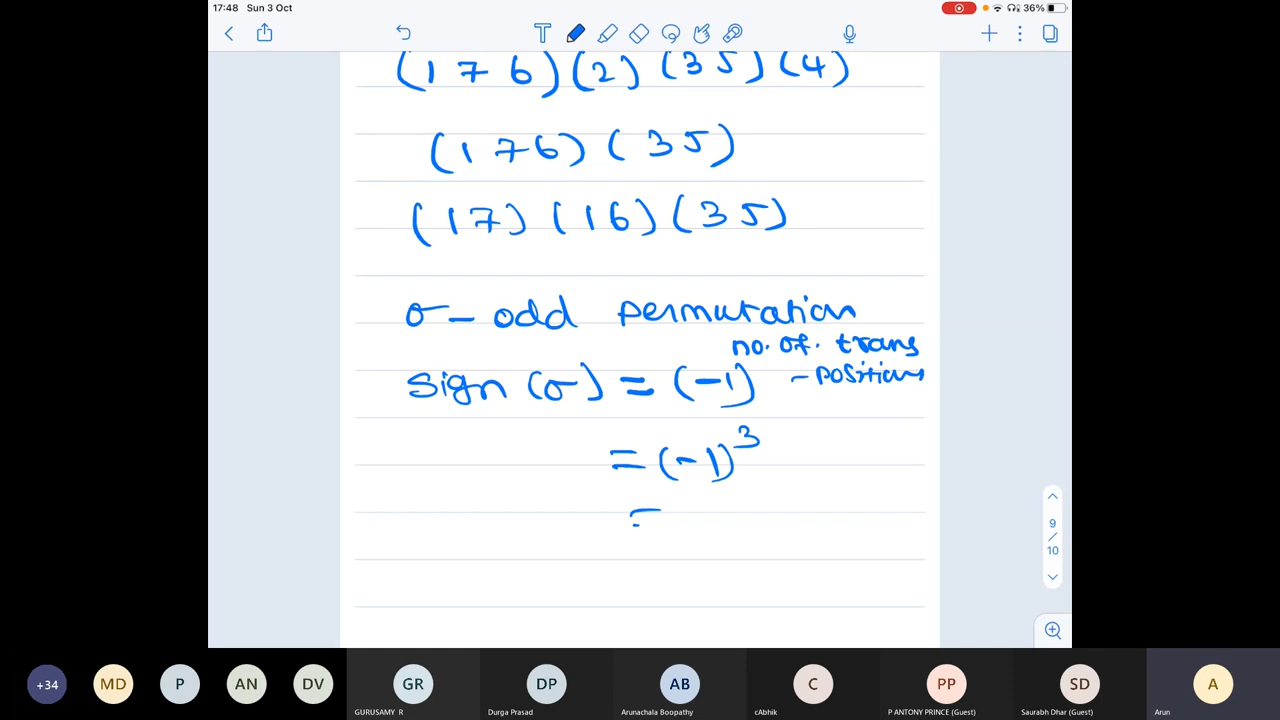 17:48 Sun 3 Oct
36%
T
(1 7 6)(2)(3 5)(4)
(1 7 6)(3 5)
(1 7)(1 6)(3 5)
σ - odd permutation
no. of. trans
sign (σ) = (-1) -positions
= (-1)^3
=
9
/
10
+34
MD
P
AN
DV
GR
DP
AB
C
PP
SD
A
GURUSAMY R
Durga Prasad
Arunachala Boopathy
cAbhik
P ANTONY PRINCE (Guest)
Saurabh Dhar (Guest)
Arun